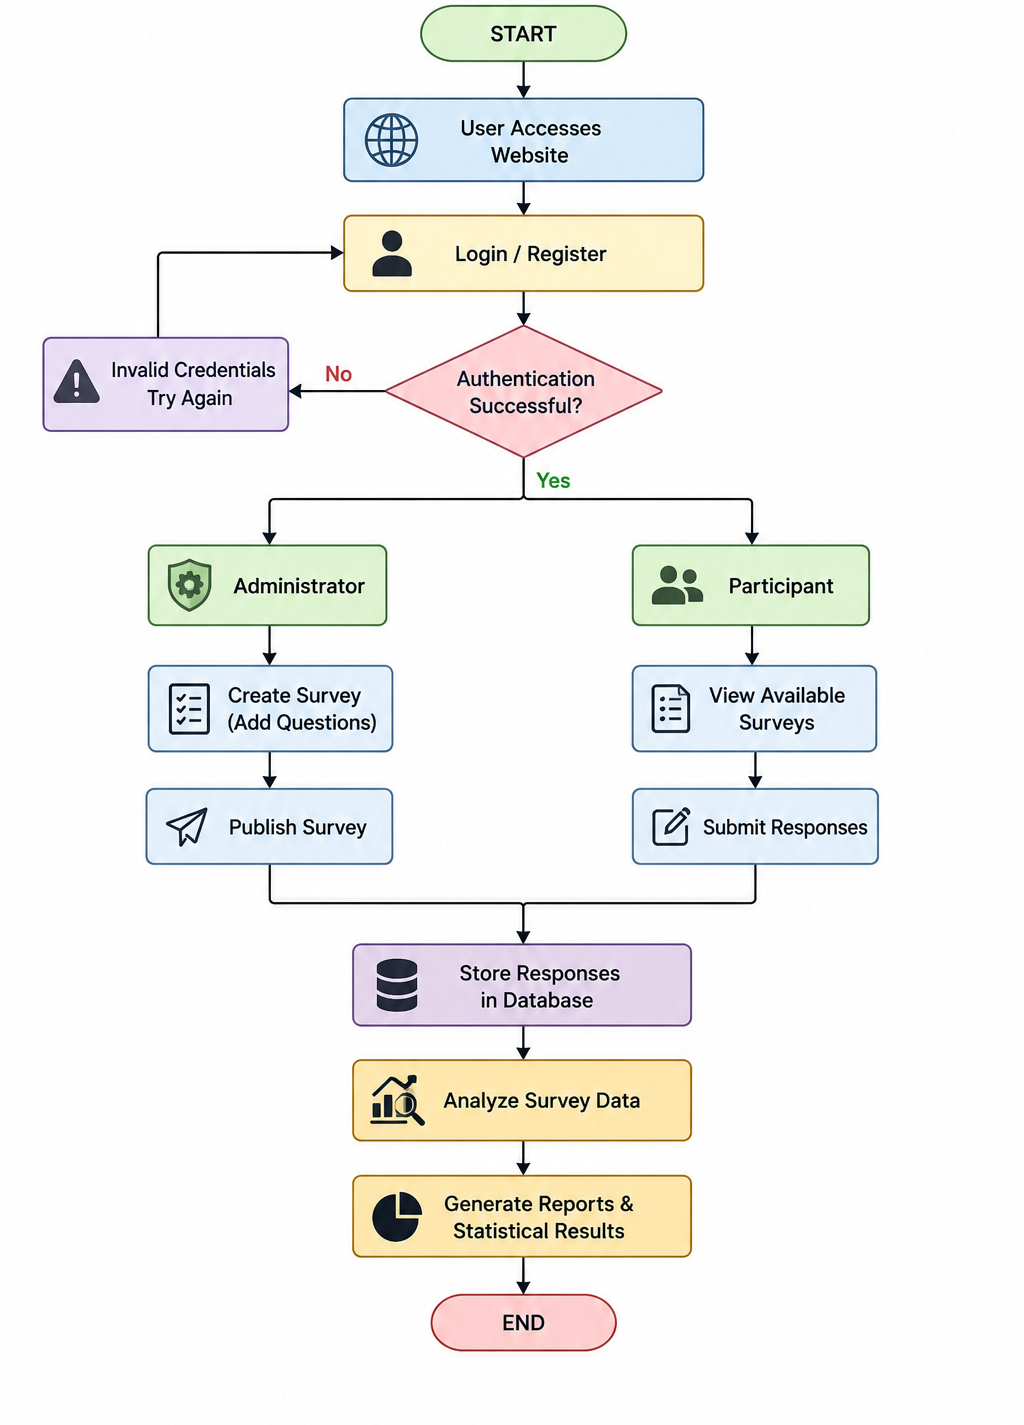 START
User Accesses
Website
Login / Register
Invalid Credentials
Try Again
No
Authentication
Successful?
Yes
Administrator
Participant
Create Survey
(Add Questions)
View Available
Surveys
Publish Survey
Submit Responses
Store Responses
in Database
Analyze Survey Data
Generate Reports &
Statistical Results
END